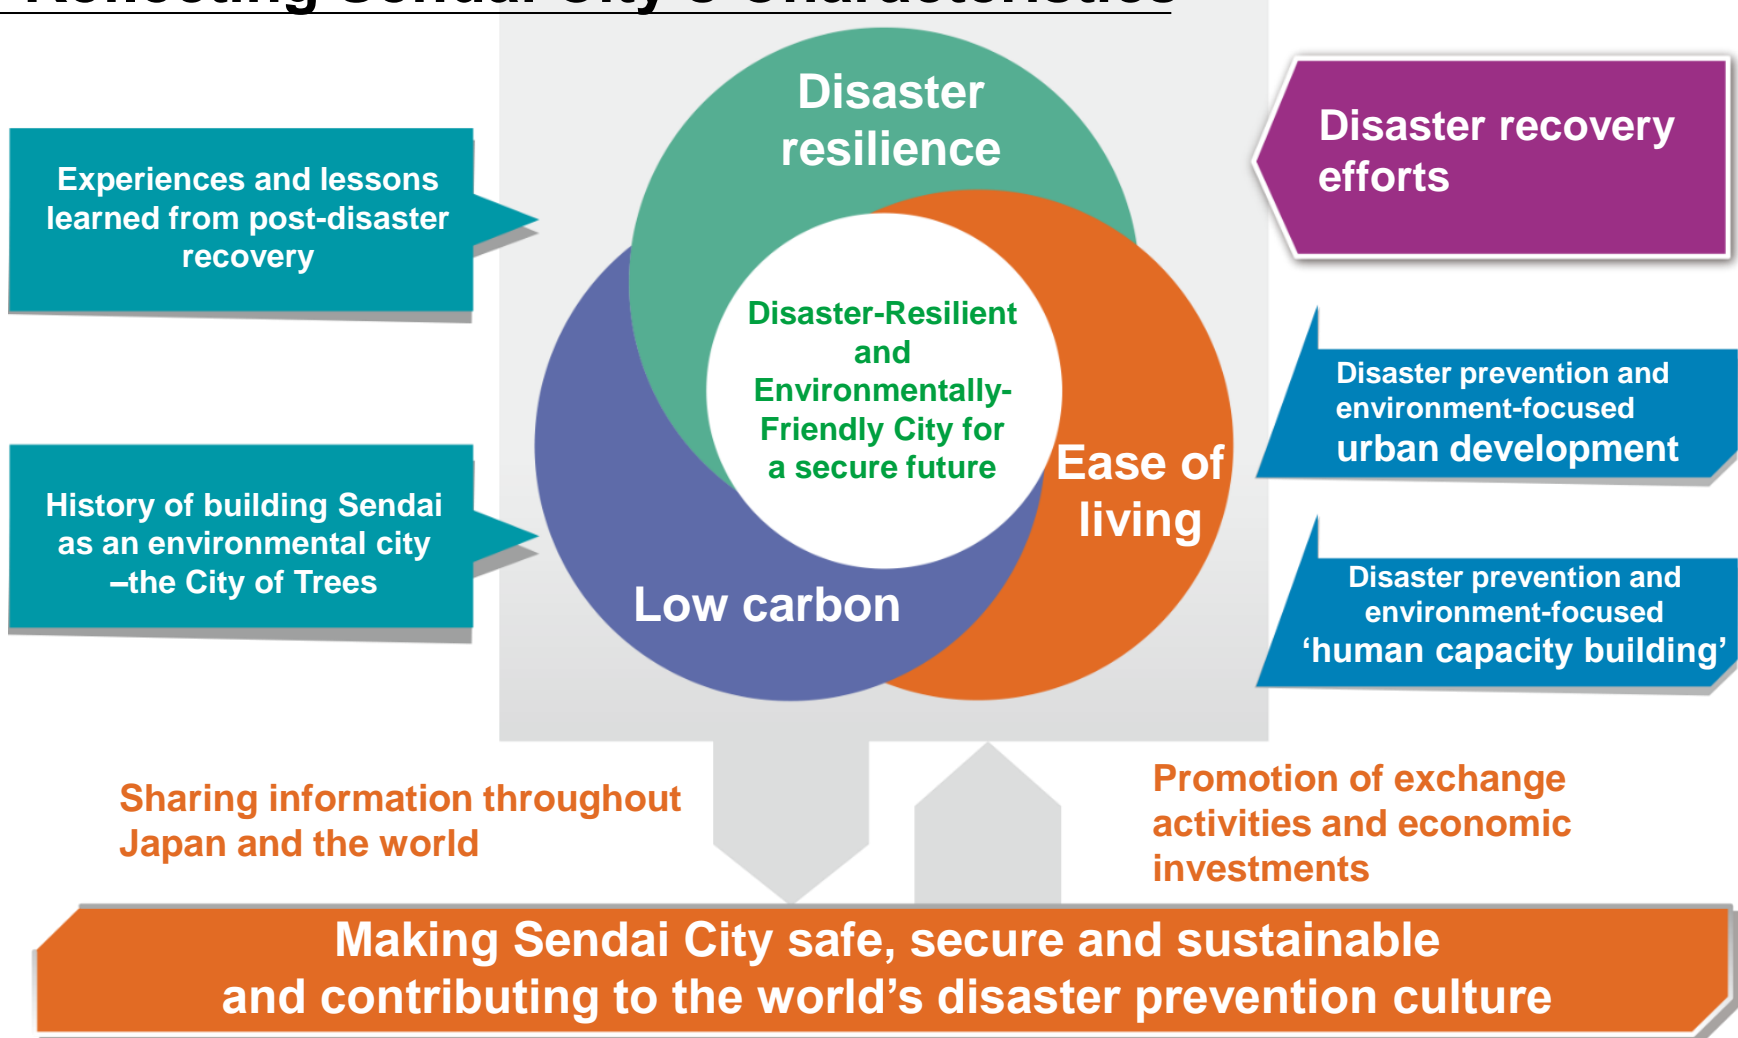 Reflecting Sendai City's Characteristics
Disaster
resilience
Disaster recovery
efforts
Experiences and lessons
learned from post-disaster
recovery
Disaster-Resilient
and
Environmentally-
Friendly City for
a secure future
Disaster prevention and
environment-focused
urban development
Ease of
living
History of building Sendai
as an environmental city
–the City of Trees
Low carbon
Disaster prevention and
environment-focused
‘human capacity building’
Sharing information throughout
Japan and the world
Promotion of exchange
activities and economic
investments
Making Sendai City safe, secure and sustainable
and contributing to the world’s disaster prevention culture